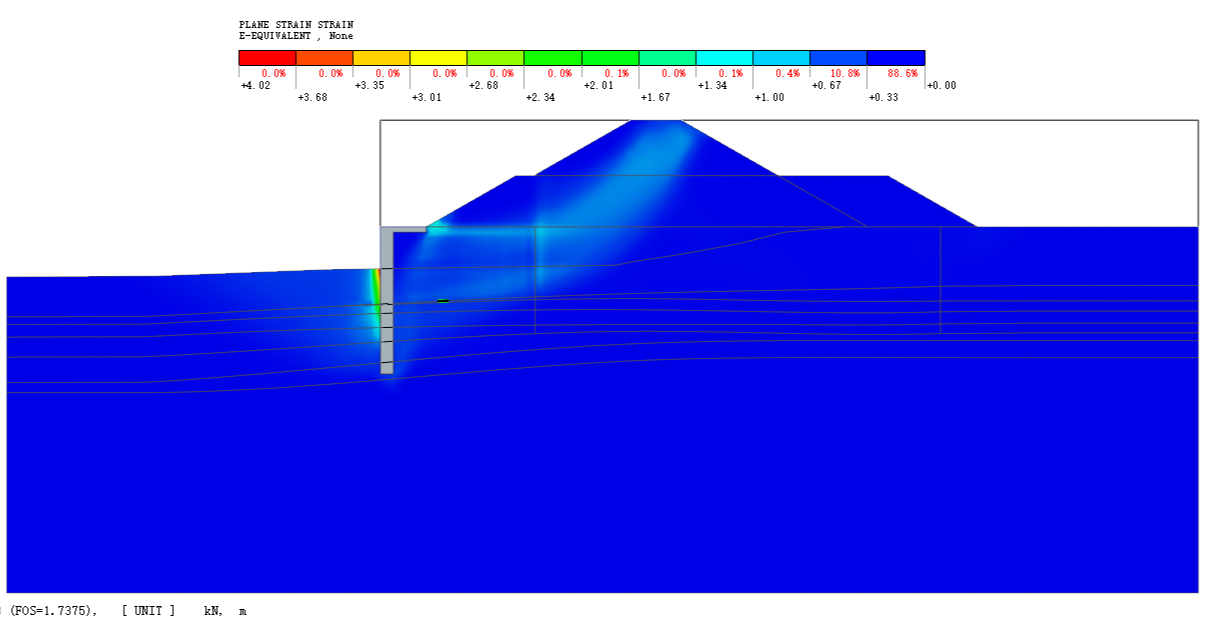 PLANE STRAIN STRAIN
E-EQUIVALENT , None
0.0% 0.0% 0.0% 0.0% 0.0% 0.0% 0.1% 0.0% 0.1% 0.4% 10.8% 88.6%
+4.02 +3.35 +2.68 +2.01 +1.34 +0.67 +0.00
+3.68 +3.01 +2.34 +1.67 +1.00 +0.33
(FOS=1.7375), [ UNIT ] kN, m